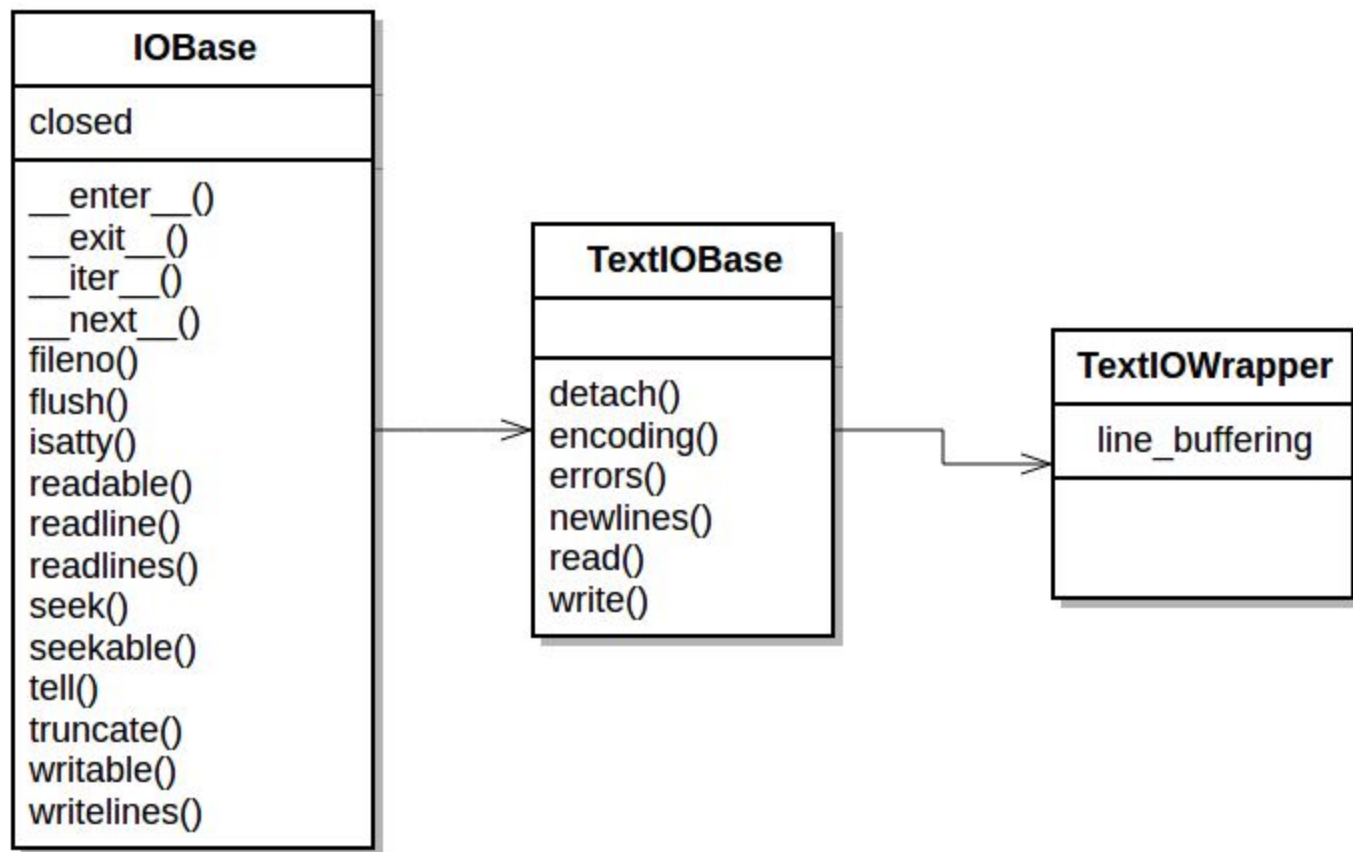 IOBase
closed
__enter__()
__exit__()
__iter__()
__next__()
fileno()
flush()
isatty()
readable()
readline()
readlines()
seek()
seekable()
tell()
truncate()
writable()
writelines()
TextIOBase
detach()
encoding()
errors()
newlines()
read()
write()
TextIOWrapper
line_buffering